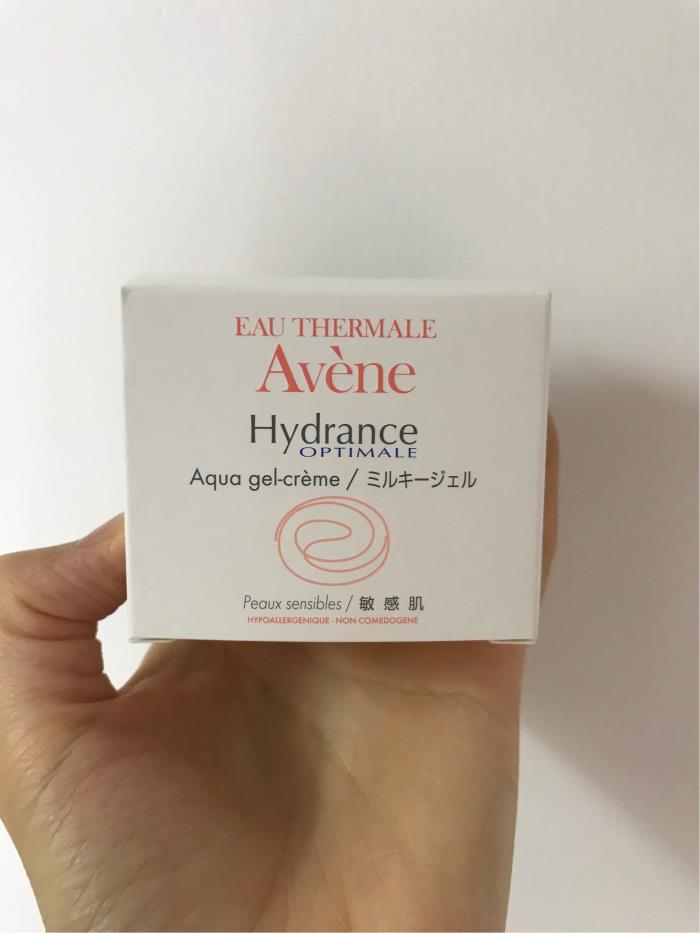 EAU THERMALE
Avène
Hydrance
OPTIMALE
Aqua gel-crème / ミルキージェル
Peaux sensibles / 敏感肌
HYPOALLERGENIQUE - NON COMEDOGENE